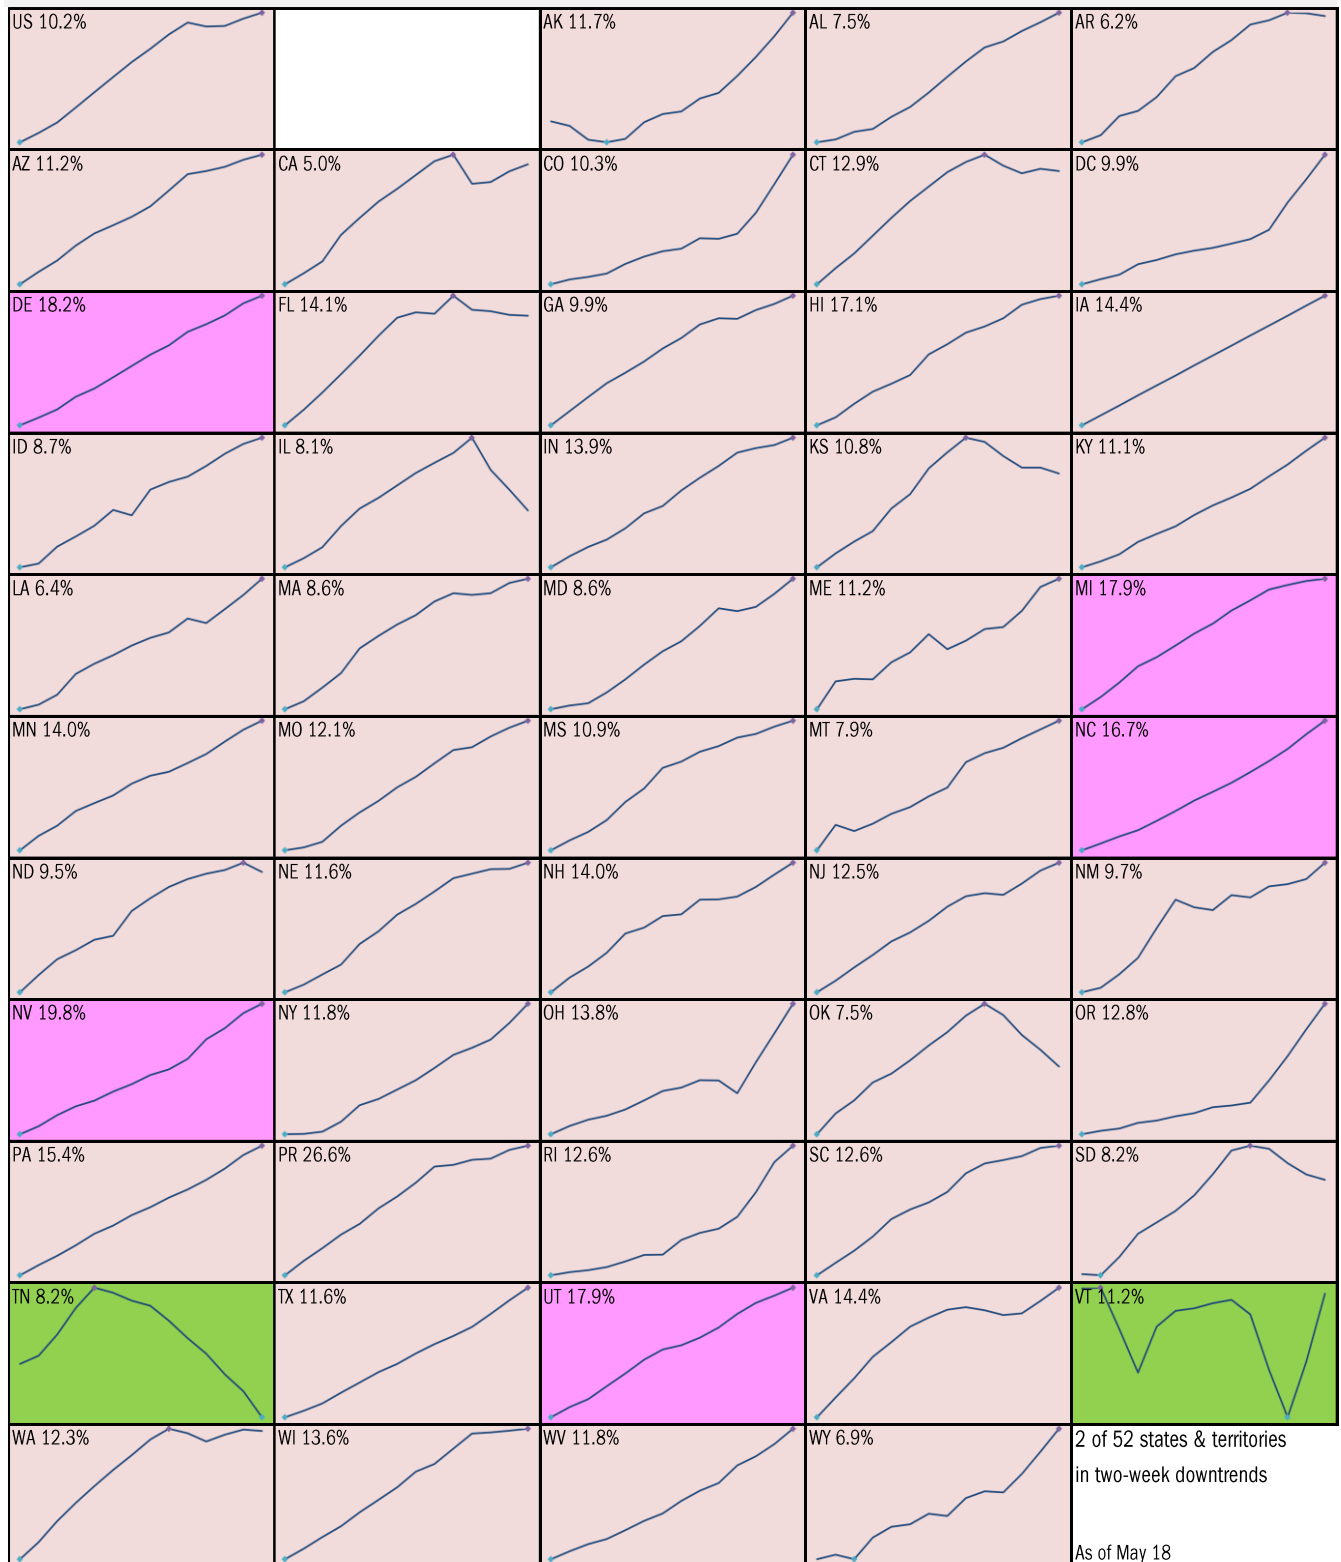 US 10.2%
AK 11.7%
AL 7.5%
AR 6.2%
AZ 11.2%
CA 5.0%
CO 10.3%
CT 12.9%
DC 9.9%
DE 18.2%
FL 14.1%
GA 9.9%
HI 17.1%
IA 14.4%
ID 8.7%
IL 8.1%
IN 13.9%
KS 10.8%
KY 11.1%
LA 6.4%
MA 8.6%
MD 8.6%
ME 11.2%
MI 17.9%
MN 14.0%
MO 12.1%
MS 10.9%
MT 7.9%
NC 16.7%
ND 9.5%
NE 11.6%
NH 14.0%
NJ 12.5%
NM 9.7%
NV 19.8%
NY 11.8%
OH 13.8%
OK 7.5%
OR 12.8%
PA 15.4%
PR 26.6%
RI 12.6%
SC 12.6%
SD 8.2%
TN 8.2%
TX 11.6%
UT 17.9%
VA 14.4%
VT 11.2%
WA 12.3%
WI 13.6%
WV 11.8%
WY 6.9%
2 of 52 states & territories
in two-week downtrends
As of May 18